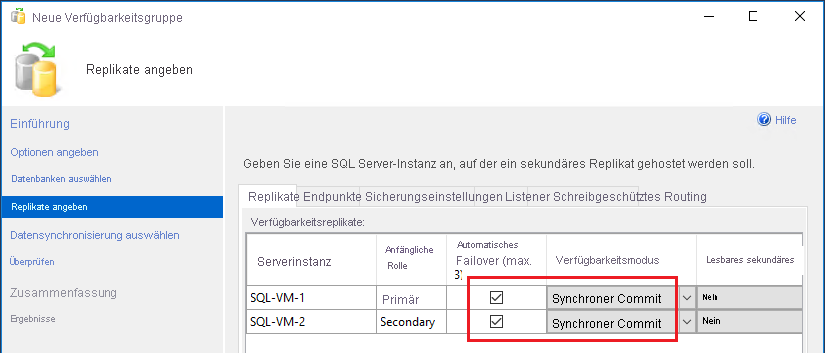 Neue Verfügbarkeitsgruppe
Replikate angeben
Einführung
Optionen angeben
Datenbanken auswählen
Replikate angeben
Datensynchronisierung auswählen
Überprüfen
Zusammenfassung
Ergebnisse
Hilfe
Geben Sie eine SQL Server-Instanz an, auf der ein sekundäres Replikat gehostet werden soll.
Replikate Endpunkte Sicherungseinstellungen Listener Schreibgeschütztes Routing
Verfügbarkeitsreplikate:
Serverinstanz
Anfängliche
Rolle
Automatisches
Failover (max.
3)
Verfügbarkeitsmodus
Lesbares sekundäres
SQL-VM-1 Primär Synchroner Commit Nein
SQL-VM-2 Secondary Synchroner Commit Nein